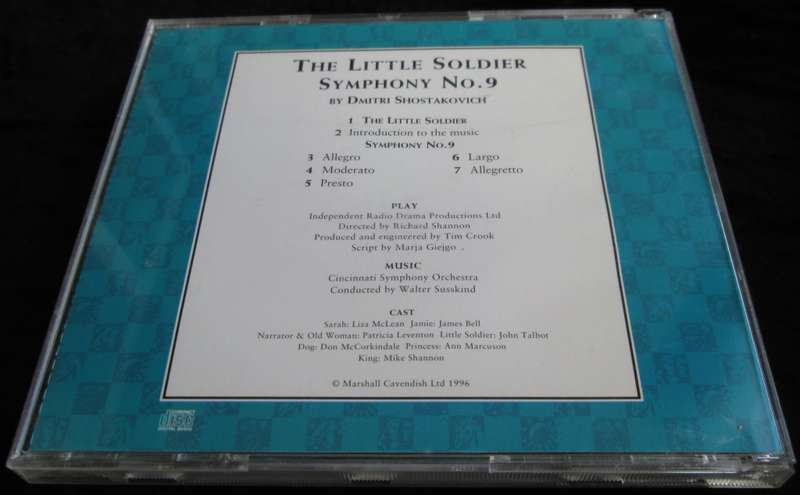 THE LITTLE SOLDIER
SYMPHONY NO.9
BY DMITRI SHOSTAKOVICH
1 THE LITTLE SOLDIER
2 Introduction to the music
SYMPHONY NO.9
3 Allegro
4 Moderato
5 Presto
6 Largo
7 Allegretto
PLAY
Independent Radio Drama Productions Ltd
Directed by Richard Shannon
Produced and engineered by Tim Crook
Script by Marja Giejgo .
MUSIC
Cincinnati Symphony Orchestra
Conducted by Walter Susskind
CAST
Sarah: Liza McLean Jamie: James Bell
Narrator & Old Woman: Patricia Leventon Little Soldier: John Talbot
Dog: Don McCorkindale Princess: Ann Marcuson
King: Mike Shannon
© Marshall Cavendish Ltd 1996
COMPACT
disc
DIGITAL AUDIO